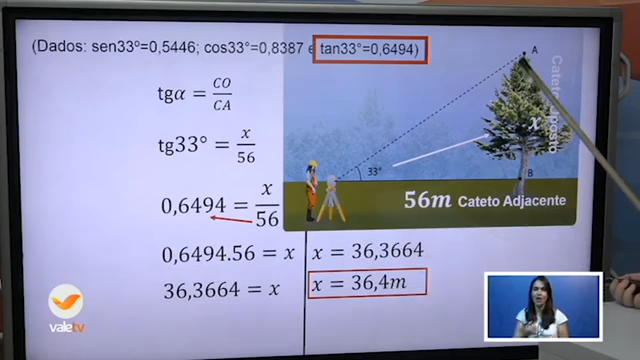 (Dados: sen33º=0,5446; cos33°=0,8387 e tan33°=0,6494)
tgα = CO/CA
tg33° = x/56
0,6494 = x/56
0,6494.56 = x
36,3664 = x
x = 36,3664
x = 36,4m
A
Cateto Oposto
x
33°
B
56m Cateto Adjacente
valetv